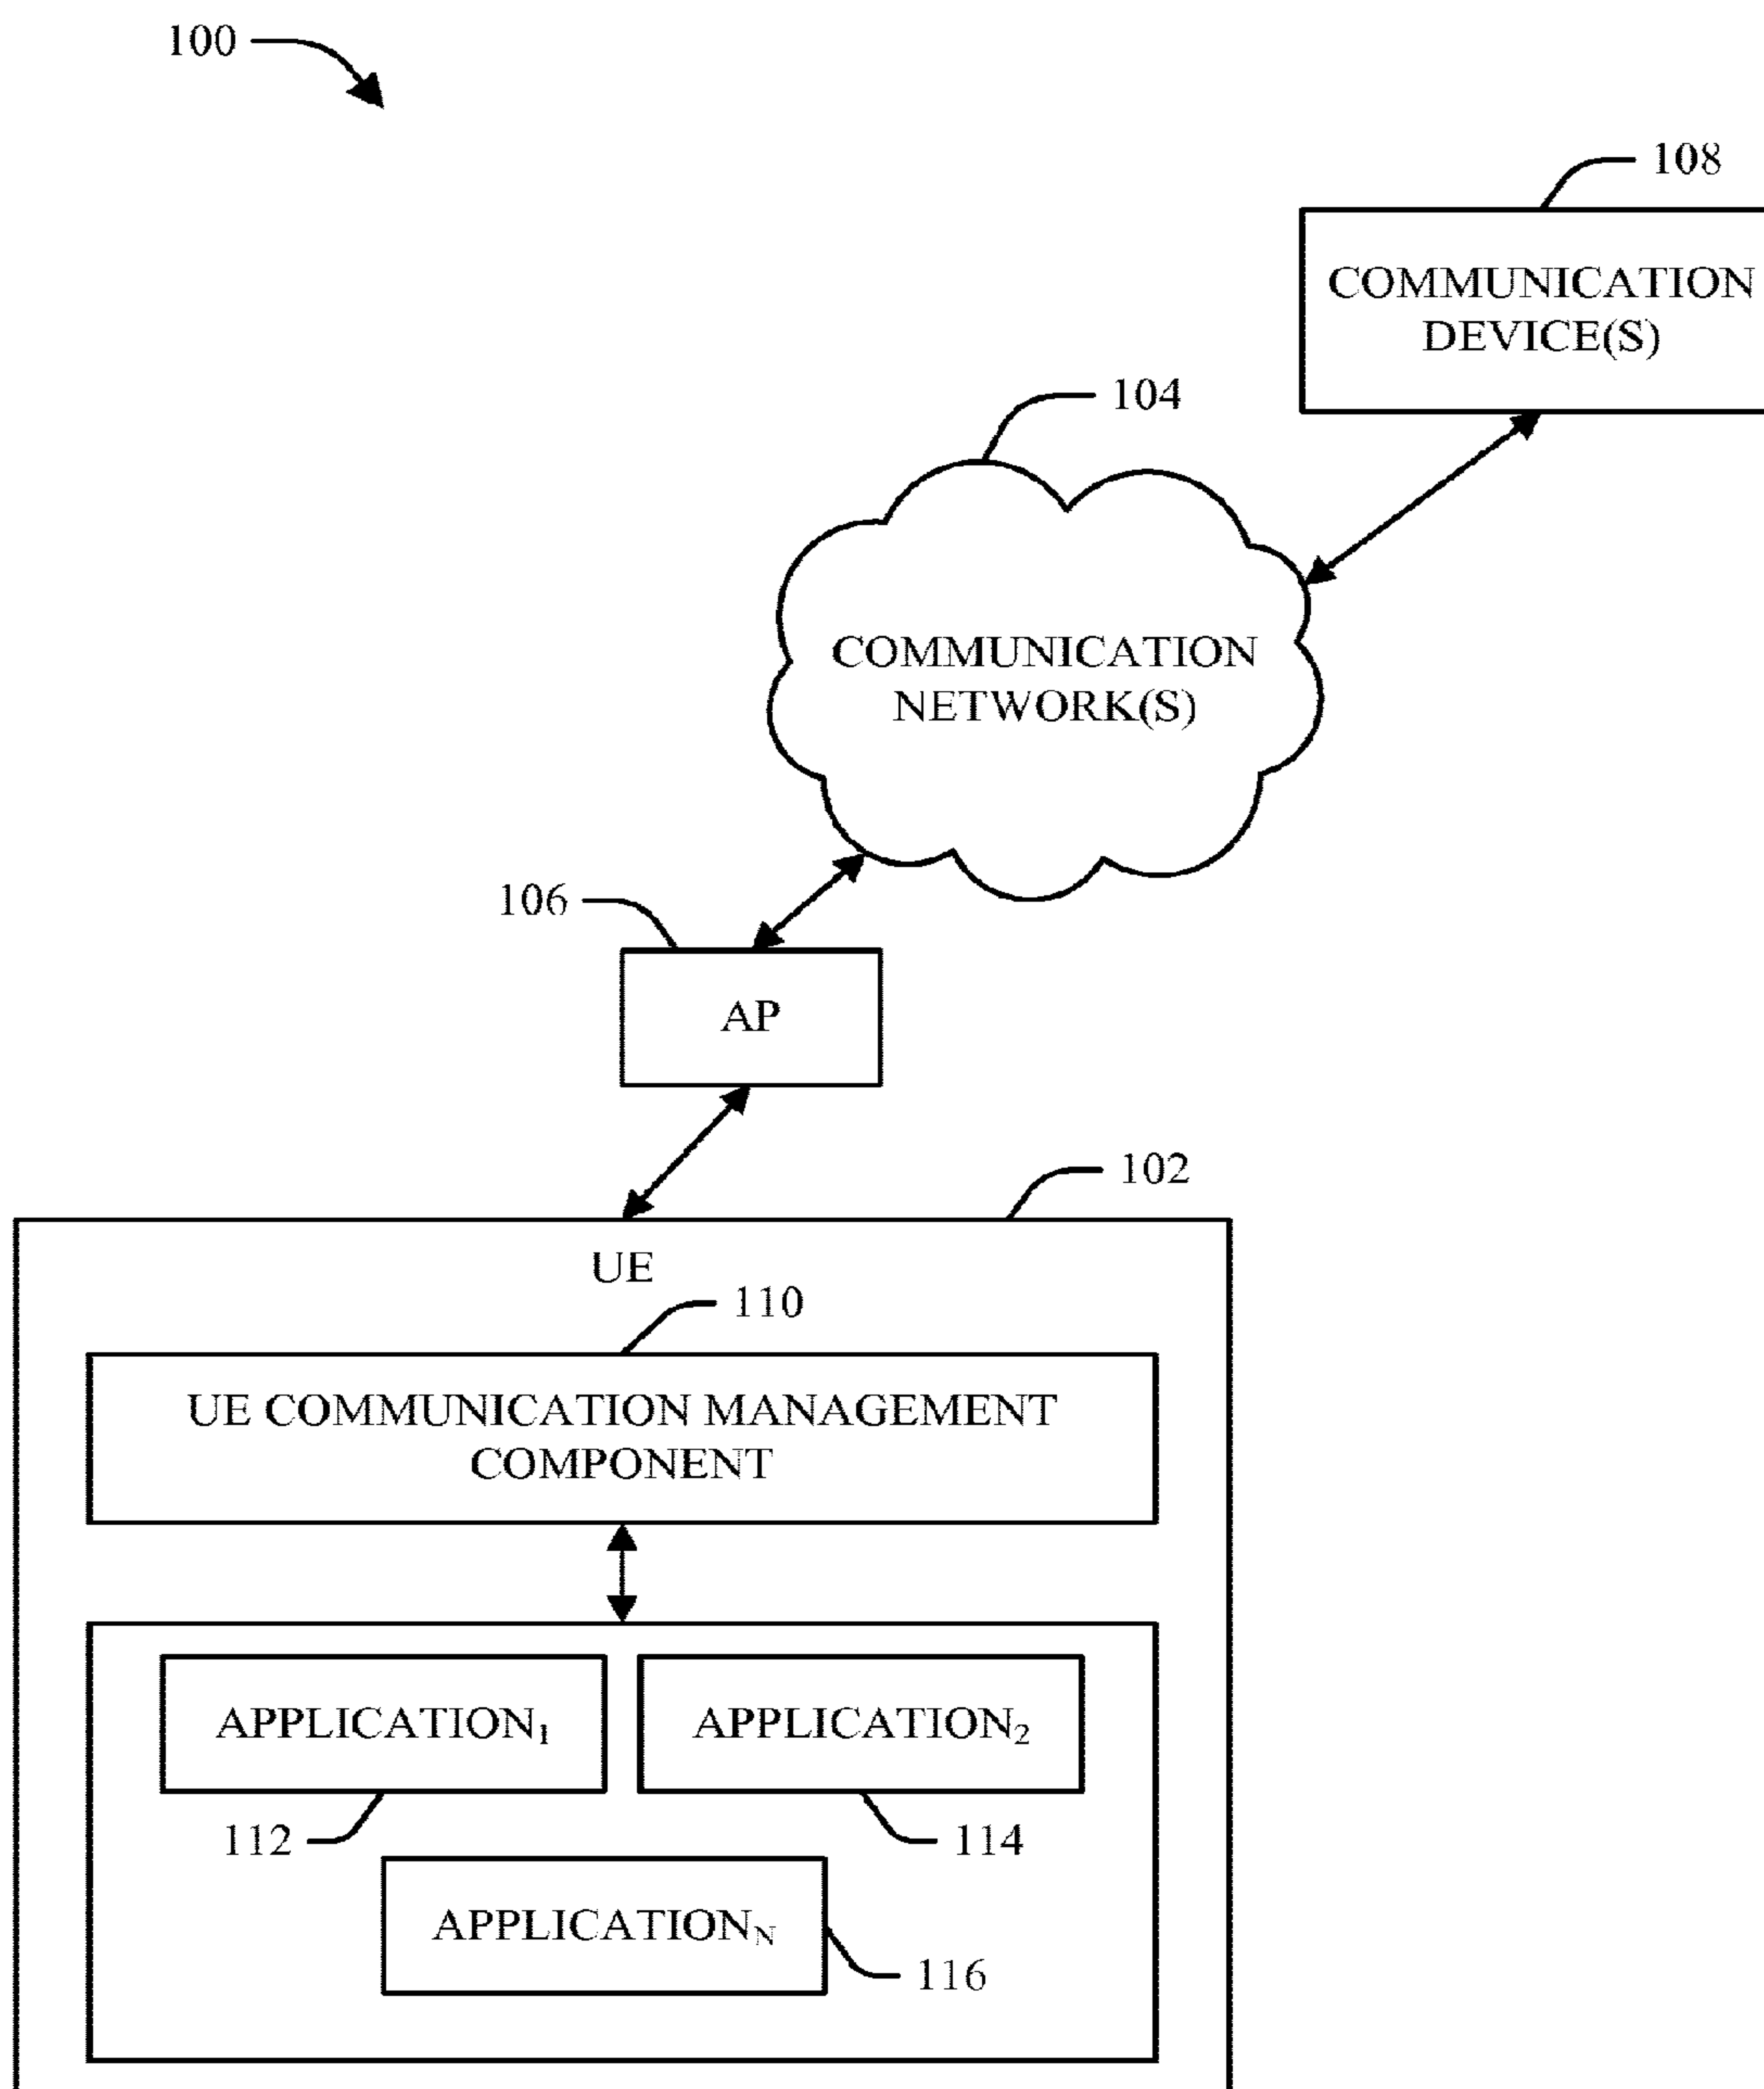 100
108
COMMUNICATION
DEVICE(S)
104
COMMUNICATION
NETWORK(S)
106
AP
102
UE
110
UE COMMUNICATION MANAGEMENT
COMPONENT
APPLICATION₁
APPLICATION₂
112
114
APPLICATION_N
116